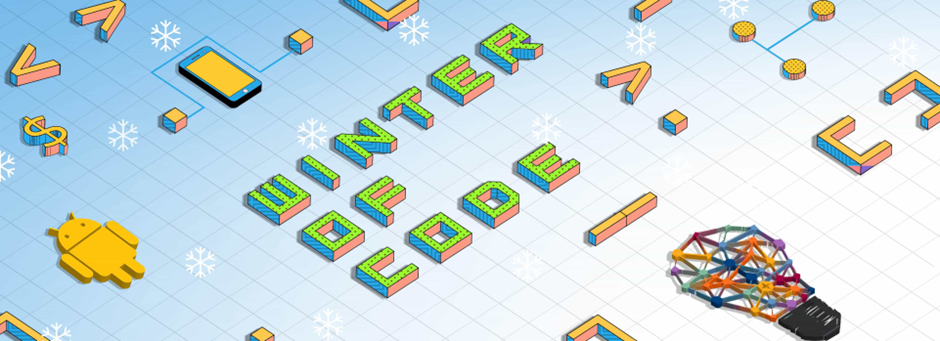 WINTER
OF
CODE
$